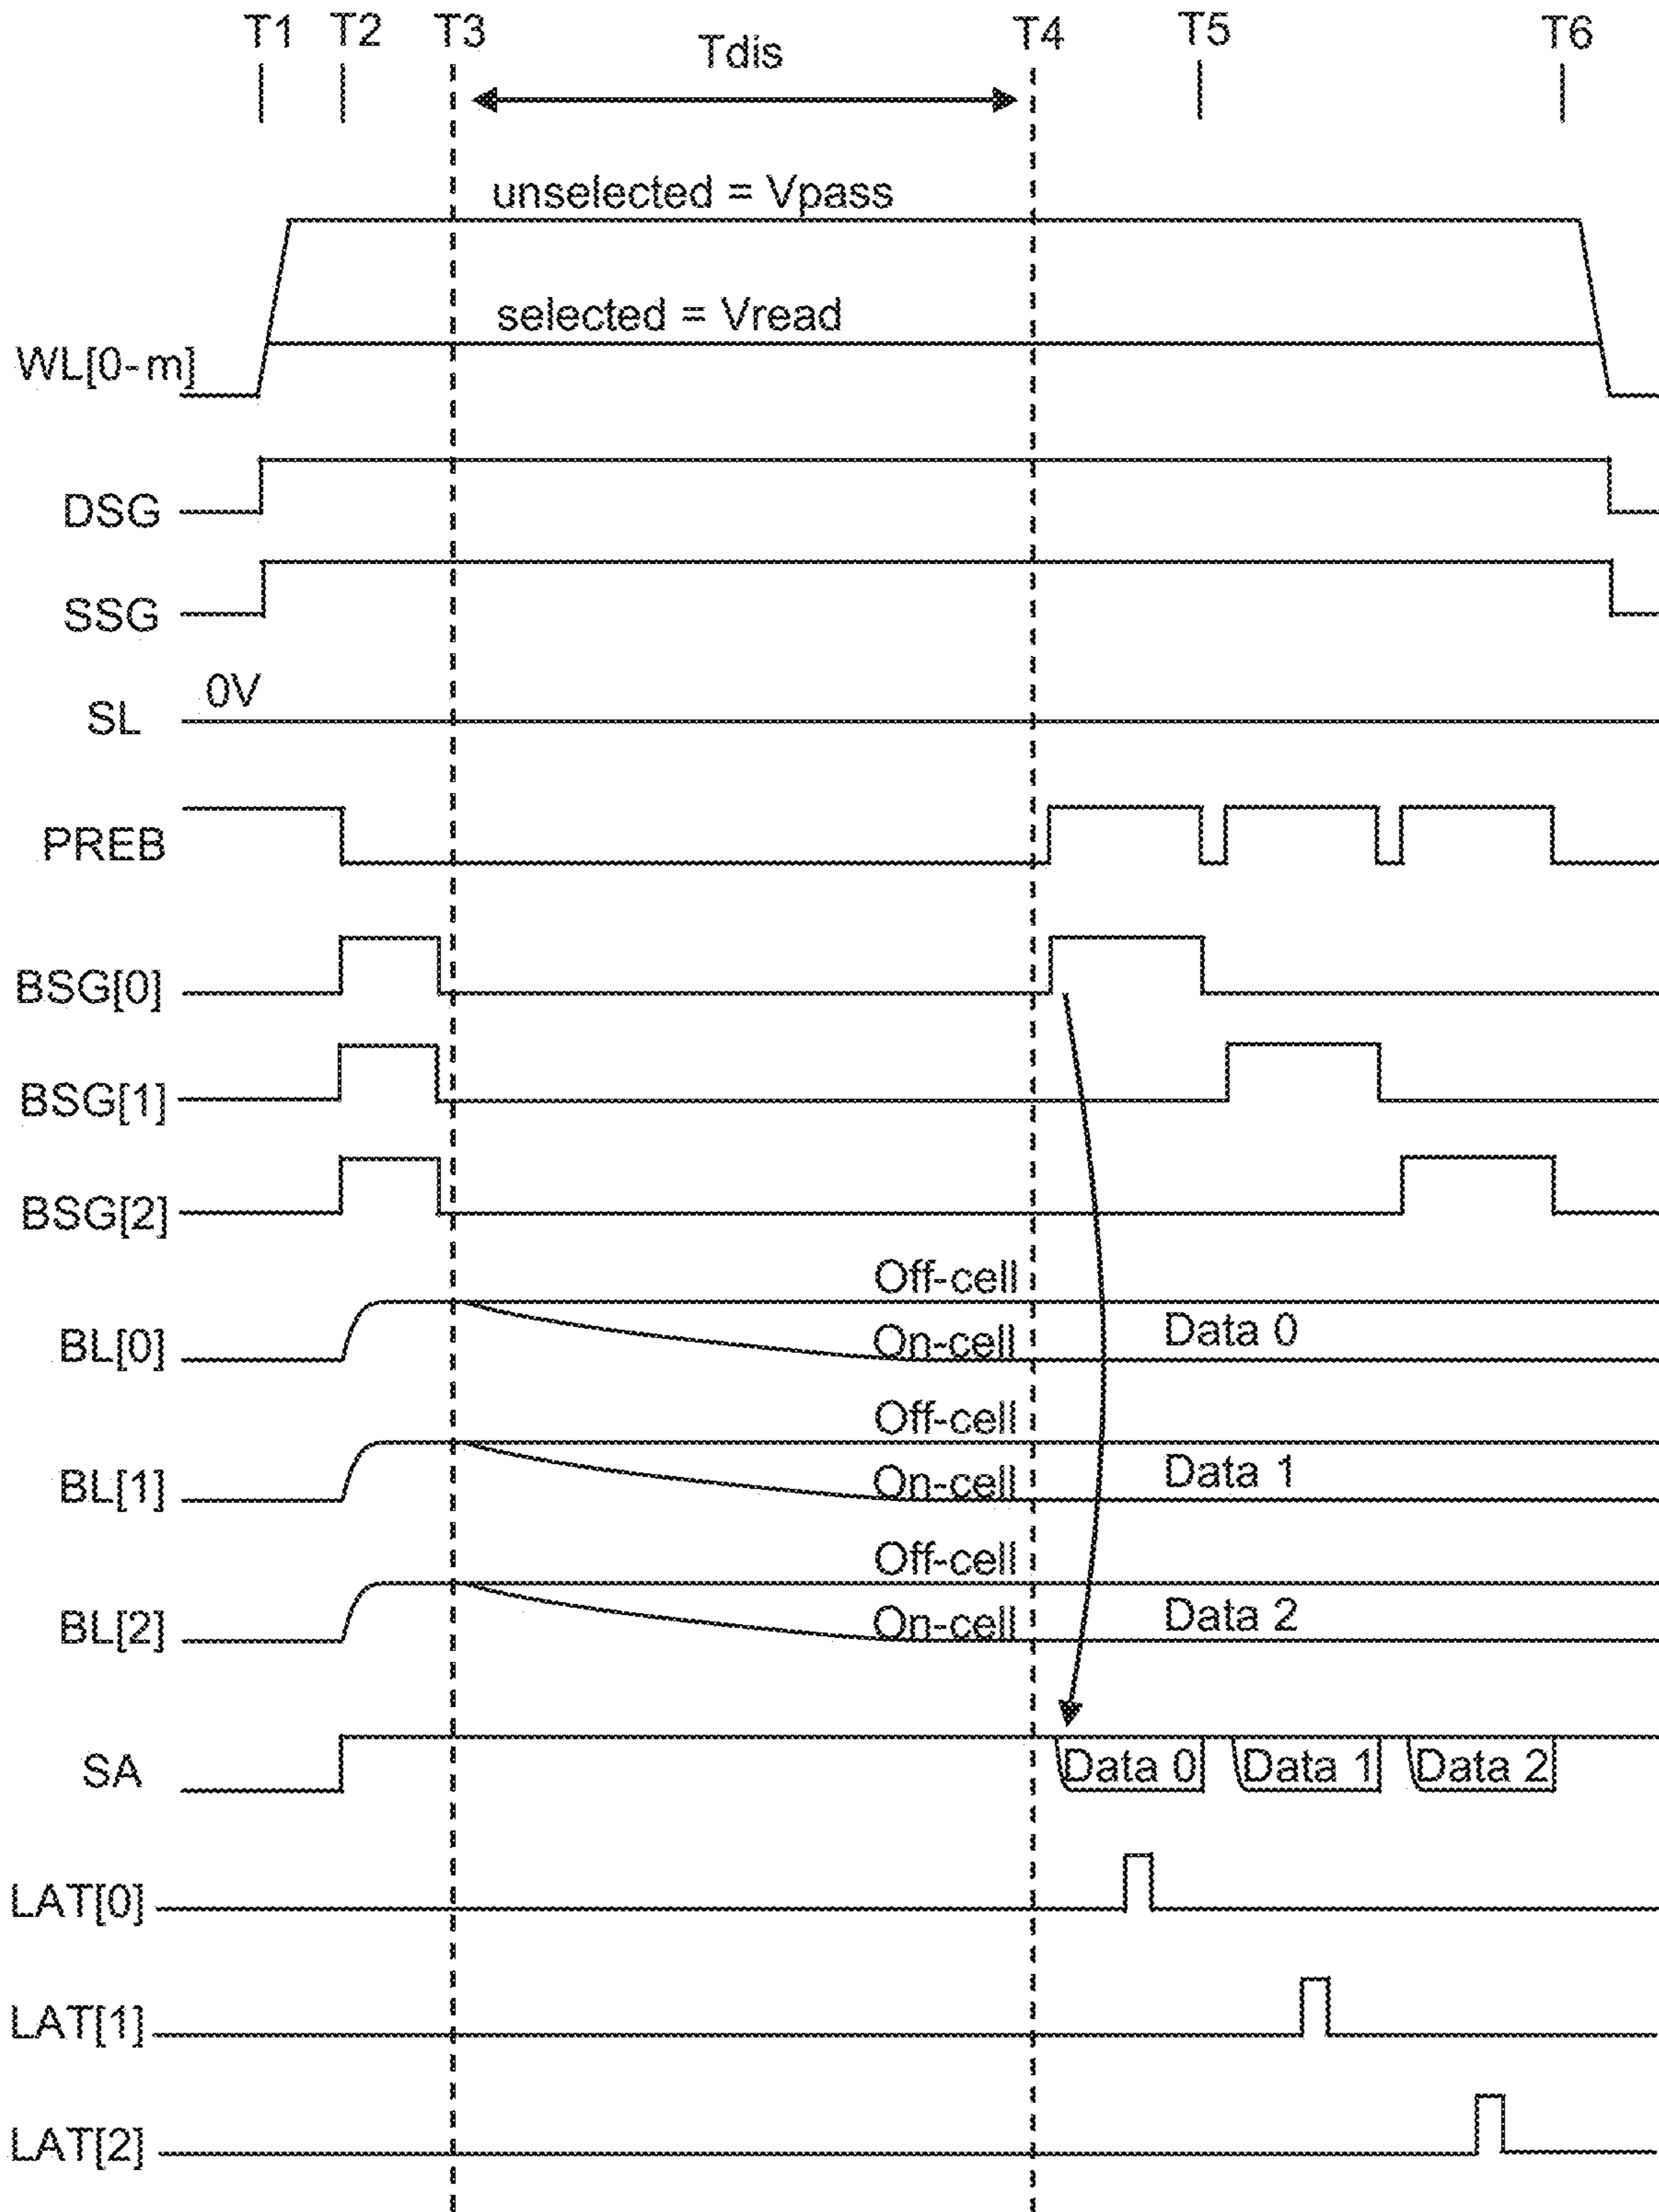 T1 T2 T3 Tdis T4 T5 T6
unselected = Vpass
selected = Vread
WL[0-m]
DSG
SSG
0V
SL
PREB
BSG[0]
BSG[1]
BSG[2]
Off-cell
BL[0] On-cell Data 0
Off-cell
BL[1] On-cell Data 1
Off-cell
BL[2] On-cell Data 2
SA Data 0 Data 1 Data 2
LAT[0]
LAT[1]
LAT[2]